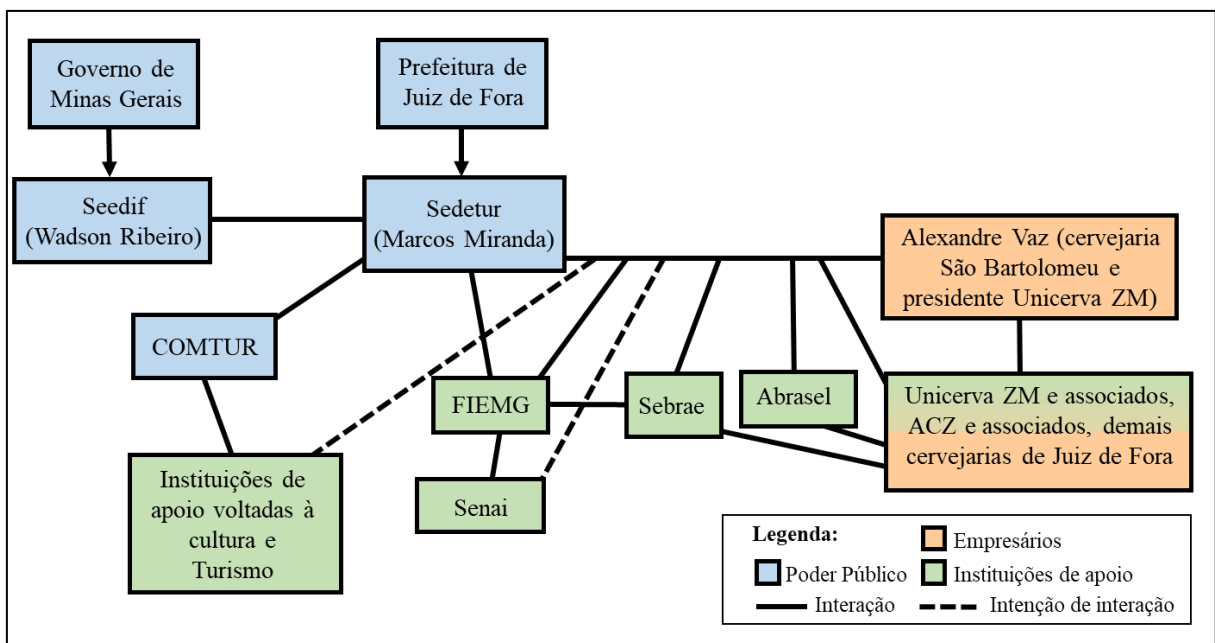 Governo de
Minas Gerais
Prefeitura de
Juiz de Fora
Seedif
(Wadson Ribeiro)
Sedetur
(Marcos Miranda)
Alexandre Vaz (cervejaria
São Bartolomeu e
presidente Unicerva ZM)
COMTUR
FIEMG
Sebrae
Abrasel
Unicerva ZM e associados,
ACZ e associados, demais
cervejarias de Juiz de Fora
Instituições de
apoio voltadas à
cultura e
Turismo
Senai
Legenda:
Empresários
Poder Público
Instituições de apoio
Interação
Intenção de interação